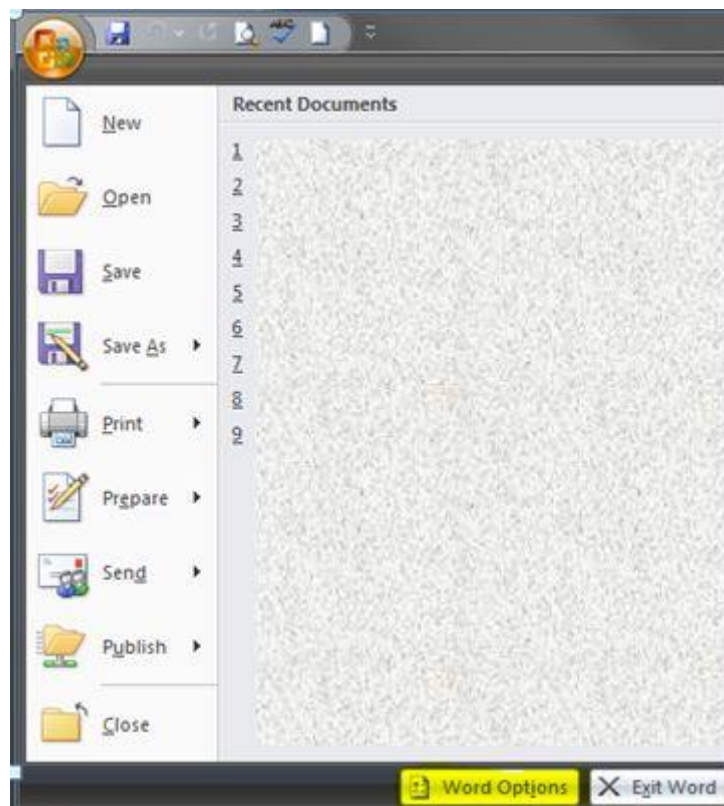 Recent Documents
New
Open
Save
Save As
Print
Prepare
Send
Publish
Close
1
2
3
4
5
6
7
8
9
Word Options
Exit Word